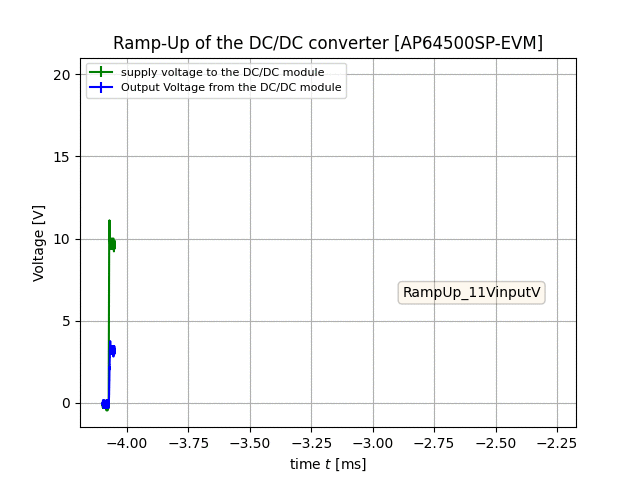 Ramp-Up of the DC/DC converter [AP64500SP-EVM]
supply voltage to the DC/DC module
Output Voltage from the DC/DC module
20
15
10
5
0
Voltage [V]
RampUp_11VinputV
−4.00 −3.75 −3.50 −3.25 −3.00 −2.75 −2.50 −2.25
time t [ms]